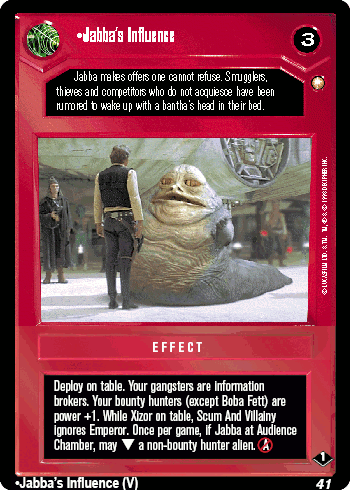 •Jabba's Influence
3
Jabba makes offers one cannot refuse. Smugglers,
thieves and competitors who do not acquiesce have been
rumored to wake up with a bantha's head in their bed.
EFFECT
Deploy on table. Your gangsters are information
brokers. Your bounty hunters (except Boba Fett) are
power +1. While Xizor on table, Scum And Villainy
ignores Emperor. Once per game, if Jabba at Audience
Chamber, may ▼ a non-bounty hunter alien. A
1
•Jabba's Influence (V)
41